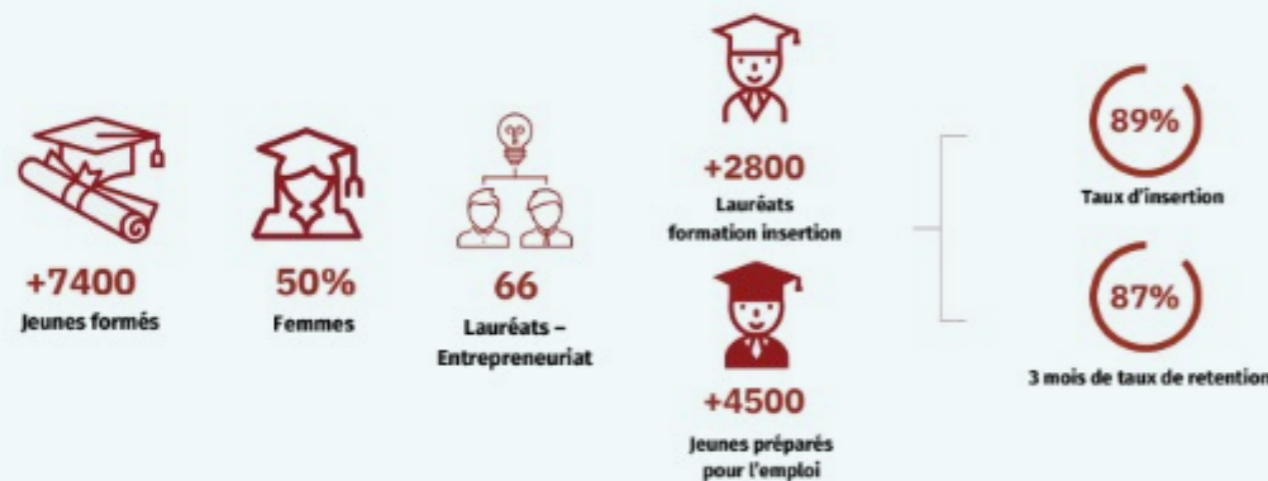 +7400
Jeunes formés
50%
Femmes
66
Lauréats –
Entrepreneuriat
+2800
Lauréats
formation insertion
+4500
Jeunes préparés
pour l'emploi
89%
Taux d'insertion
87%
3 mois de taux de retention